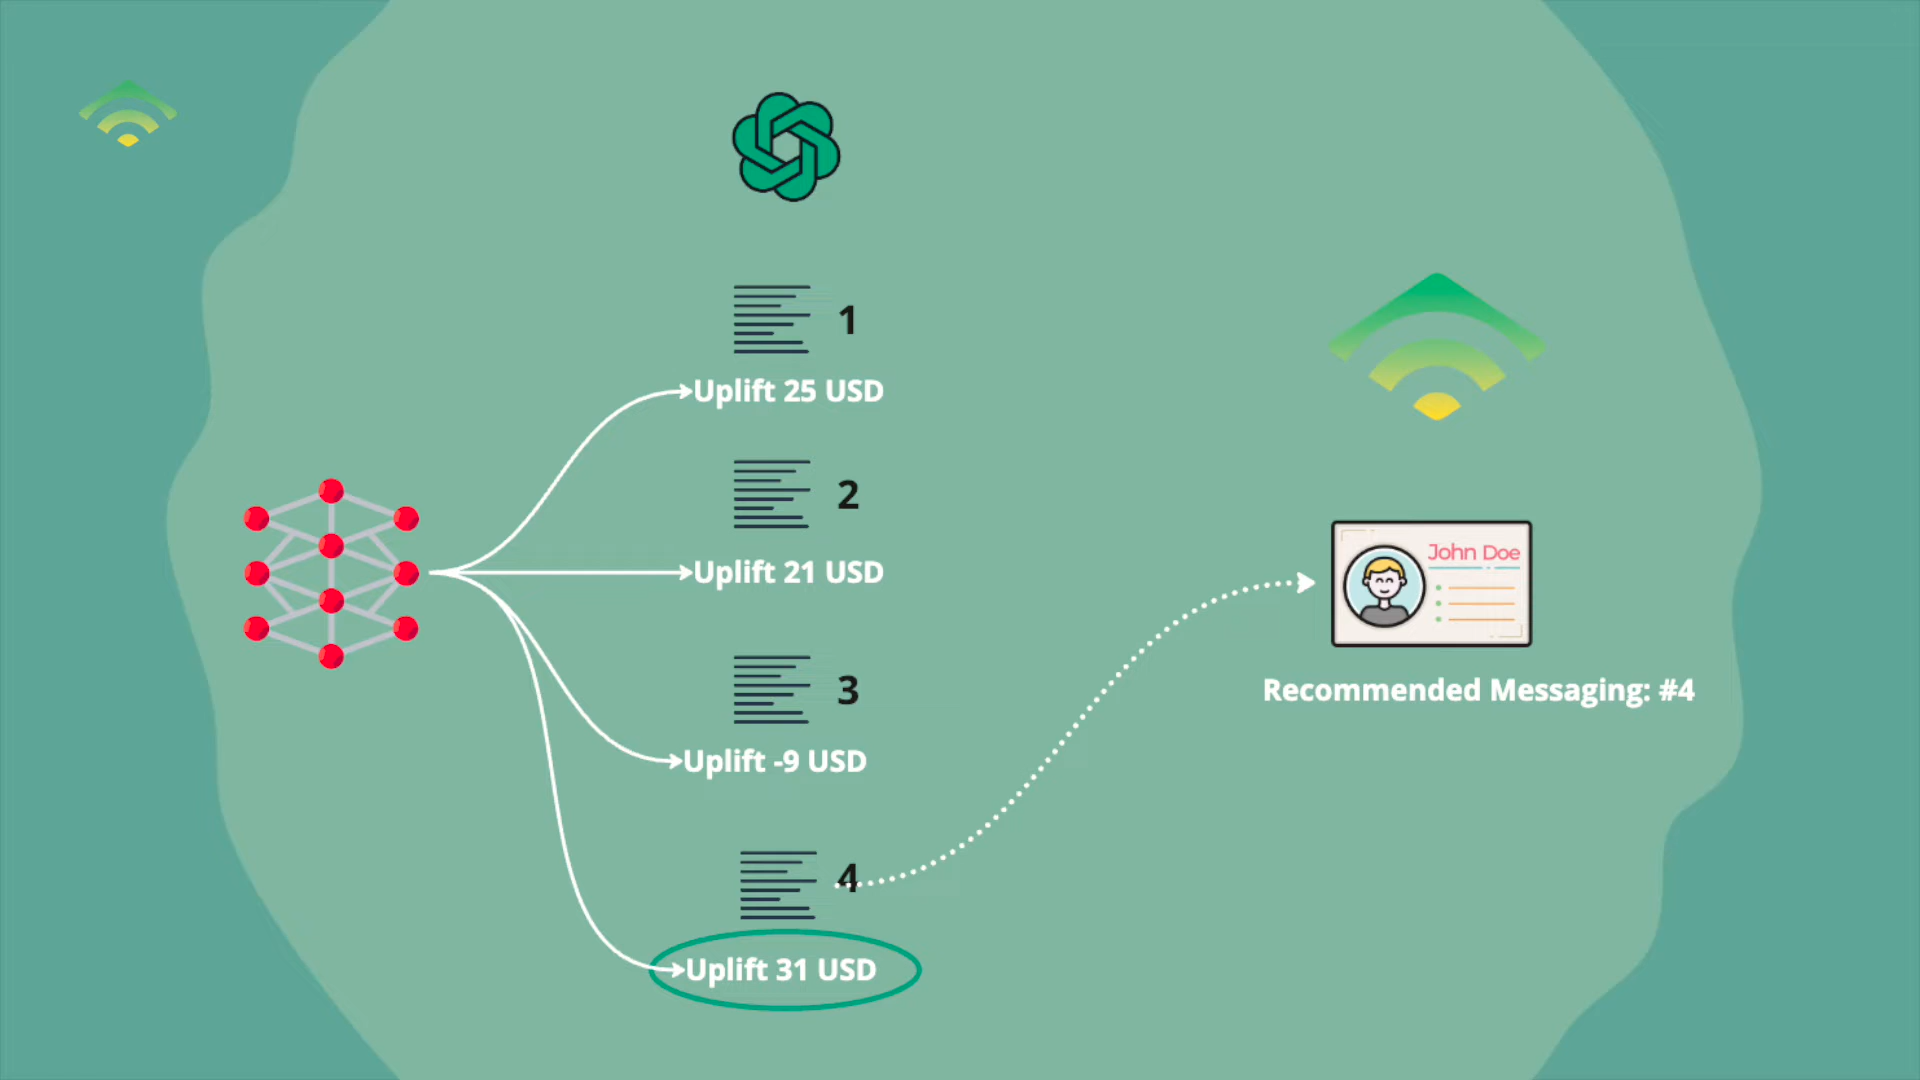 1
Uplift 25 USD
2
Uplift 21 USD
3
Uplift -9 USD
4
Uplift 31 USD
John Doe
Recommended Messaging: #4